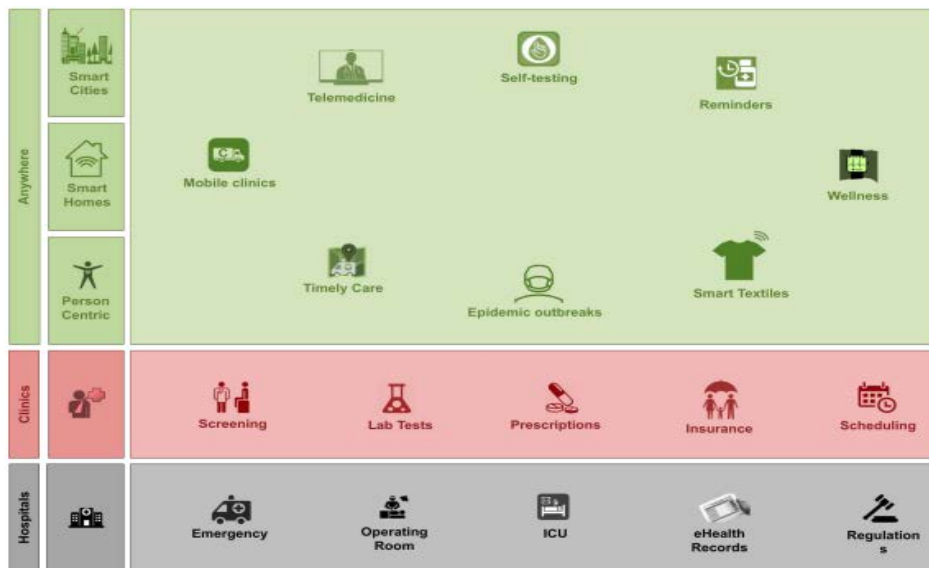 Anywhere
Smart
Cities
Telemedicine
Self-testing
Reminders
Smart
Homes
Mobile clinics
Wellness
Person
Centric
Timely Care
Epidemic outbreaks
Smart Textiles
Clinics
Screening
Lab Tests
Prescriptions
Insurance
Scheduling
Hospitals
Emergency
Operating
Room
ICU
eHealth
Records
Regulation
s